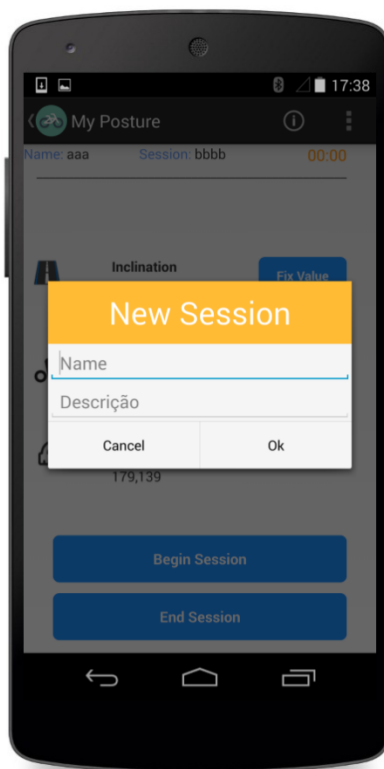 17:38
My Posture
Name: aaa Session: bbbb 00:00
Inclination
Fix Value
New Session
Name
Descrição
Cancel Ok
179,139
Begin Session
End Session